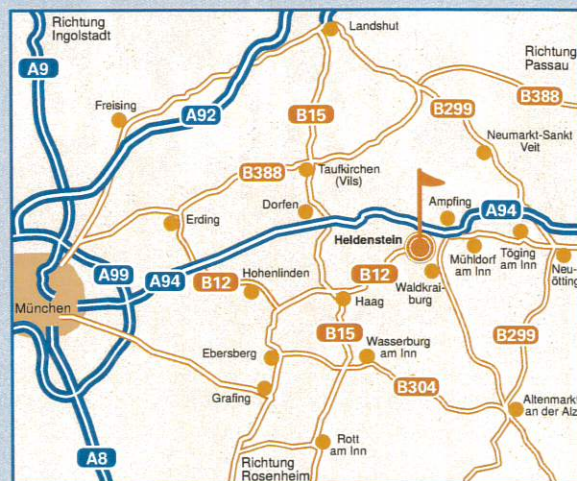 Richtung
Ingolstadt
Landshut
Richtung
Passau
A9
Freising
A92
B15
B299
B388
Neumarkt-Sankt
Veit
B388
Taufkirchen
(Vils)
Erding
Dorfen
Ampfing
A94
Heldenstein
A99
A94
B12
Hohenlinden
B12
Waldkrai-
burg
Mühldorf
am Inn
Töging
am Inn
Neu-
ötting
München
Haag
B15
B299
Ebersberg
Wasserburg
am Inn
Grafing
B304
Altenmarkt
an der Alz
A8
Rott
am Inn
Richtung
Rosenheim